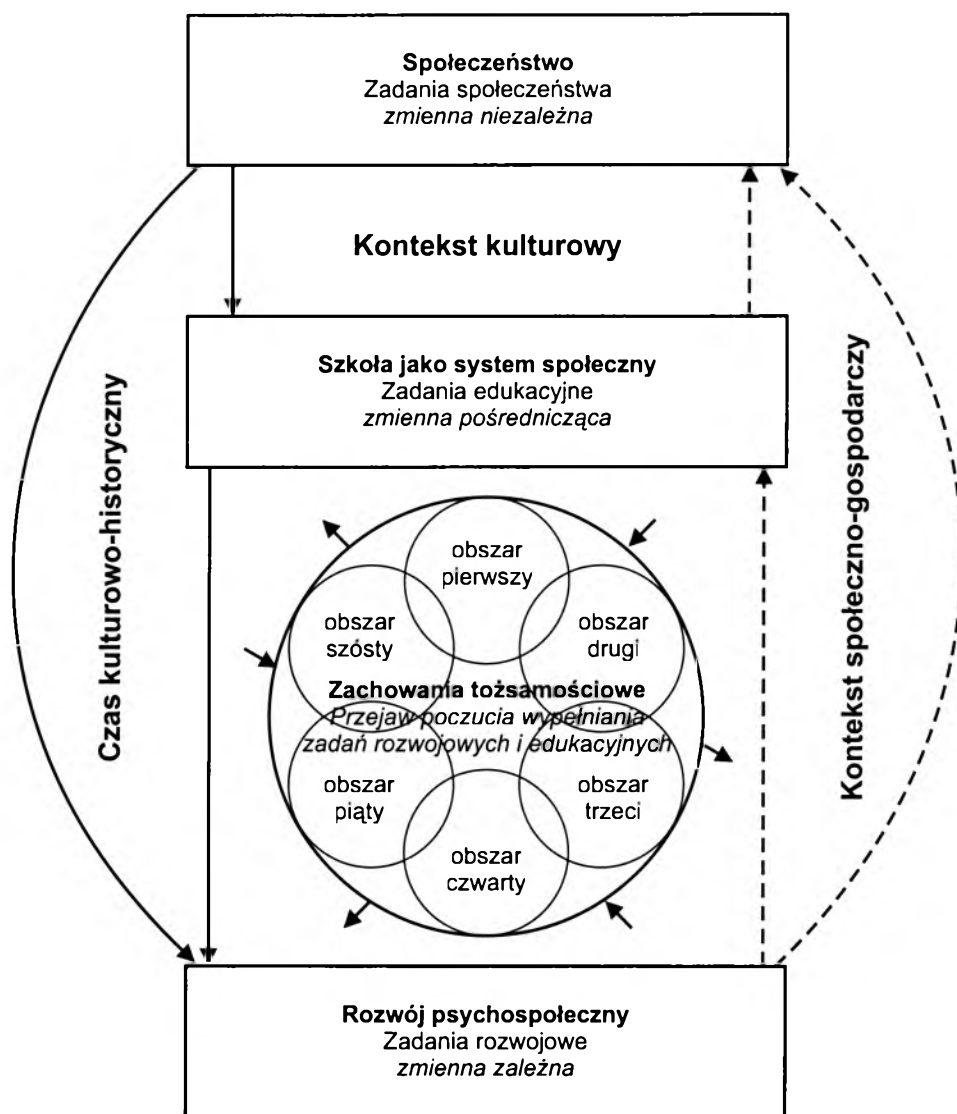 Społeczeństwo
Zadania społeczeństwa
zmienna niezależna
Kontekst kulturowy
Szkoła jako system społeczny
Zadania edukacyjne
zmienna pośrednicząca
Czas kulturowo-historyczny
Kontekst społeczno-gospodarczy
obszar
pierwszy
obszar
szósty
obszar
drugi
Zachowania tożsamościowe
Przejaw poczucia wypełniania
zadań rozwojowych i edukacyjnych
obszar
piąty
obszar
trzeci
obszar
czwarty
Rozwój psychospołeczny
Zadania rozwojowe
zmienna zależna